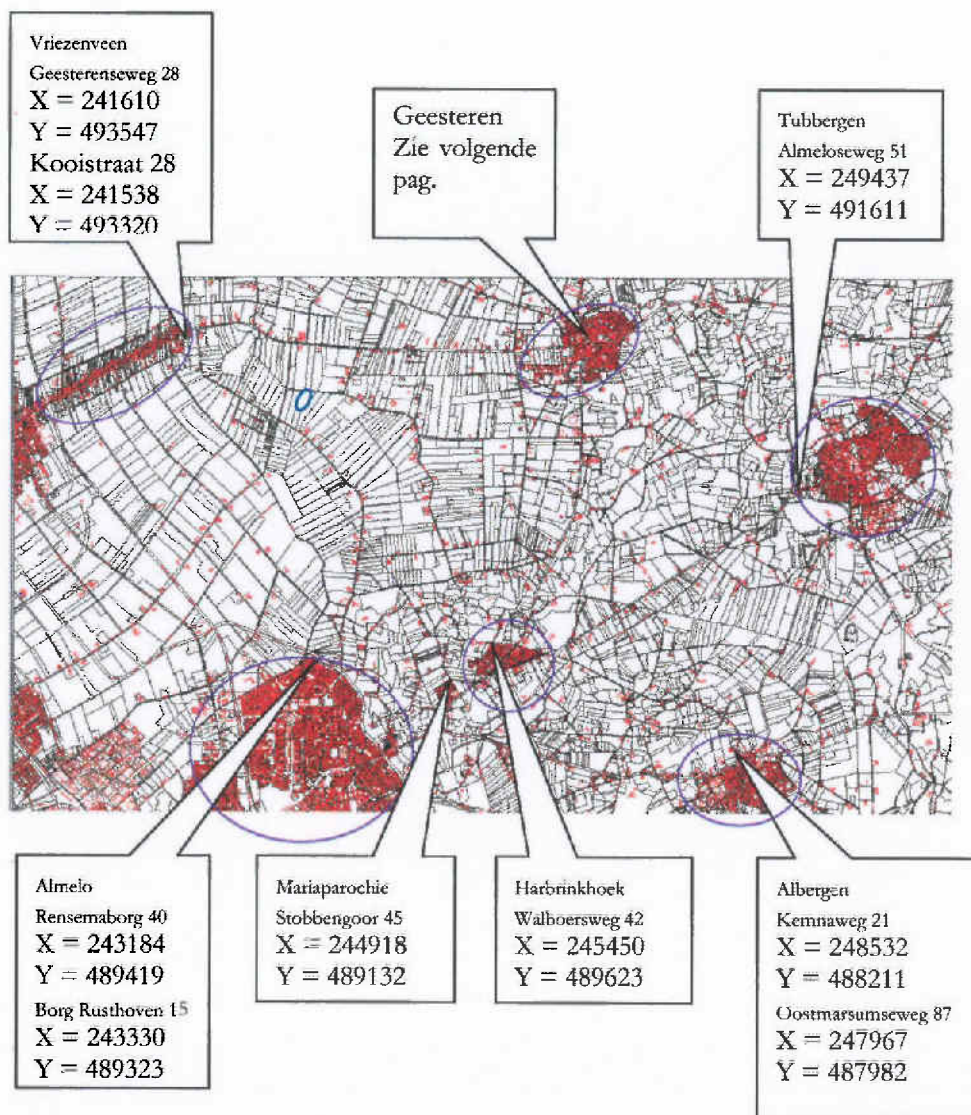 Vriezenveen
Geesterenseweg 28
X = 241610
Y = 493547
Kooistraat 28
X = 241538
Y = 493320
Geesteren
Zie volgende
pag.
Tubbergen
Almeloseweg 51
X = 249437
Y = 491611
O
Almelo
Rensemaborg 40
X = 243184
Y = 489419
Borg Rusthoven 15
X = 243330
Y = 489323
Mariaparochie
Stobbengoor 45
X = 244918
Y = 489132
Harbrinkhoek
Walhoersweg 42
X = 245450
Y = 489623
Albergen
Kemnaweg 21
X = 248532
Y = 488211
Oostmarsumseweg 87
X = 247967
Y = 487982